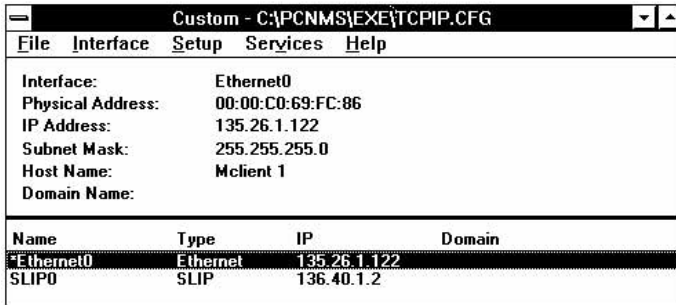 Custom - C:\PCNMS\EXE\TCPIP.CFG
File Interface Setup Services Help
Interface: Ethernet0
Physical Address: 00:00:C0:69:FC:86
IP Address: 135.26.1.122
Subnet Mask: 255.255.255.0
Host Name: Mclient 1
Domain Name:
Name Type IP Domain
*Ethernet0 Ethernet 135.26.1.122
SLIP0 SLIP 136.40.1.2